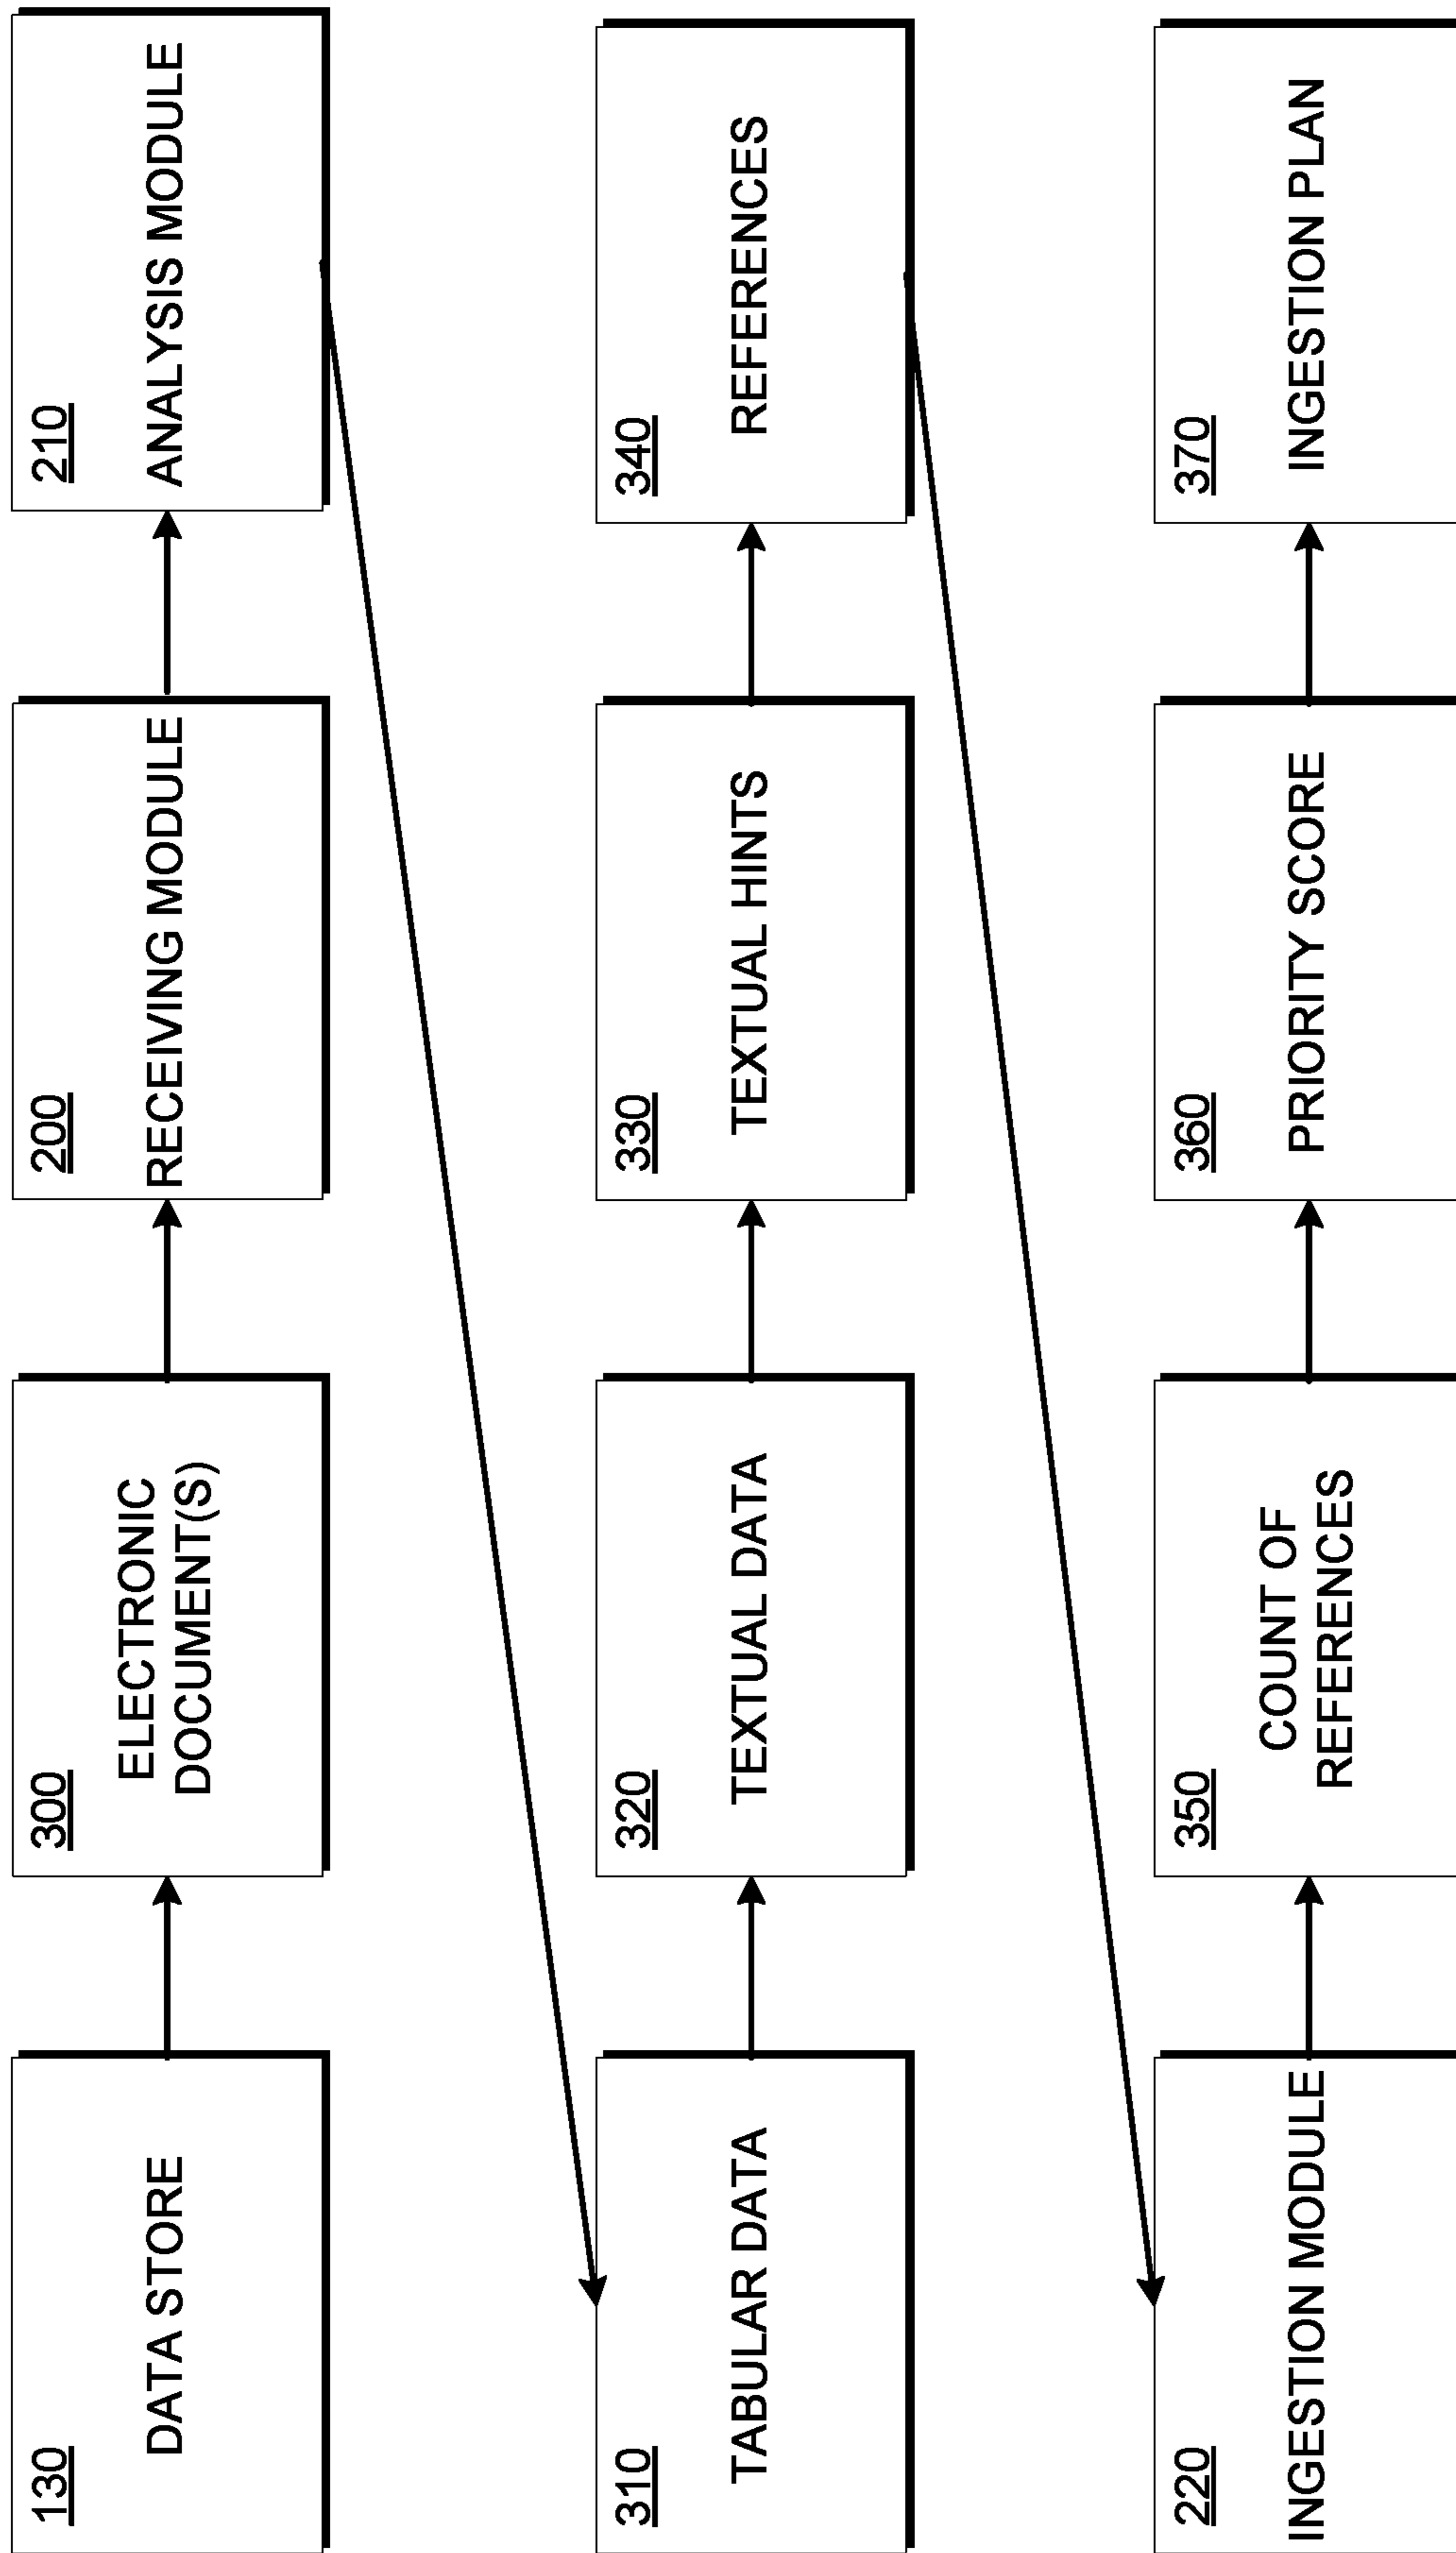 130
DATA STORE
300
ELECTRONIC
DOCUMENT(S)
200
RECEIVING MODULE
210
ANALYSIS MODULE
310
TABULAR DATA
320
TEXTUAL DATA
330
TEXTUAL HINTS
340
REFERENCES
220
INGESTION MODULE
350
COUNT OF
REFERENCES
360
PRIORITY SCORE
370
INGESTION PLAN